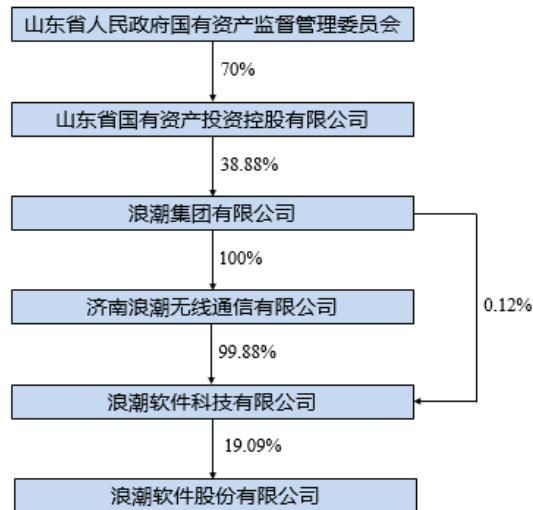 山东省人民政府国有资产监督管理委员会
70%
山东省国有资产投资控股有限公司
38.88%
浪潮集团有限公司
100%
济南浪潮无线通信有限公司
0.12%
99.88%
浪潮软件科技有限公司
19.09%
浪潮软件股份有限公司